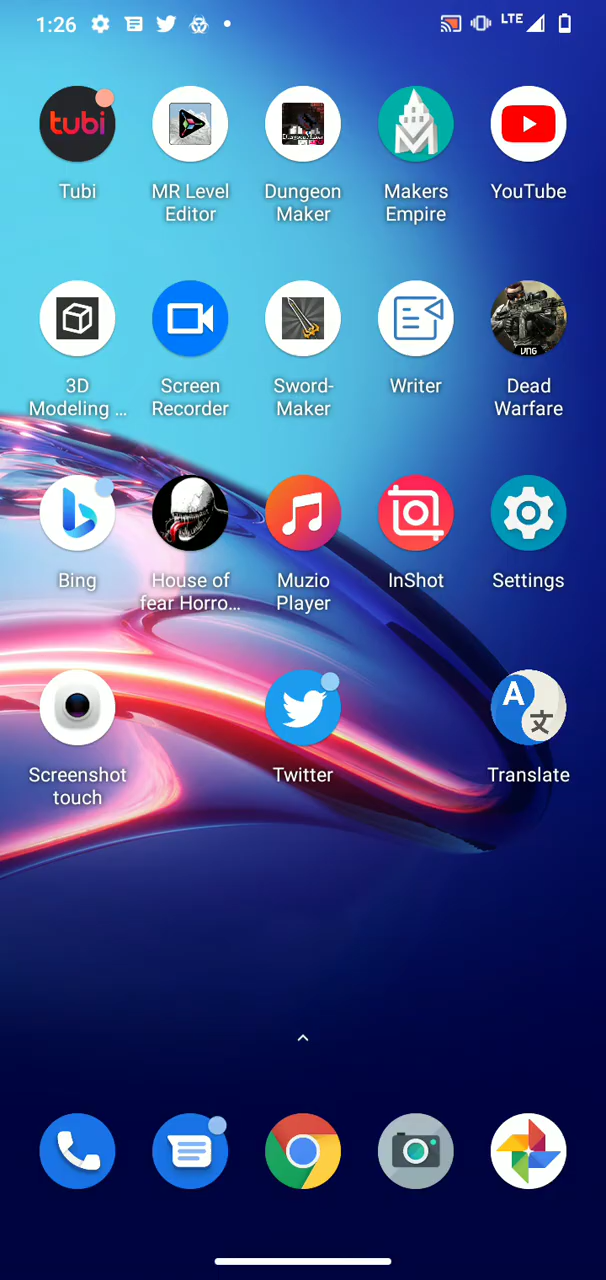 1:26
LTE
tubi
Tubi
MR Level
Editor
Dungeon
Maker
Makers
Empire
YouTube
3D
Modeling ...
Screen
Recorder
Sword-
Maker
Writer
VNG
Dead
Warfare
Bing
House of
fear Horro...
Muzio
Player
InShot
Settings
Screenshot
touch
Twitter
A
文
Translate